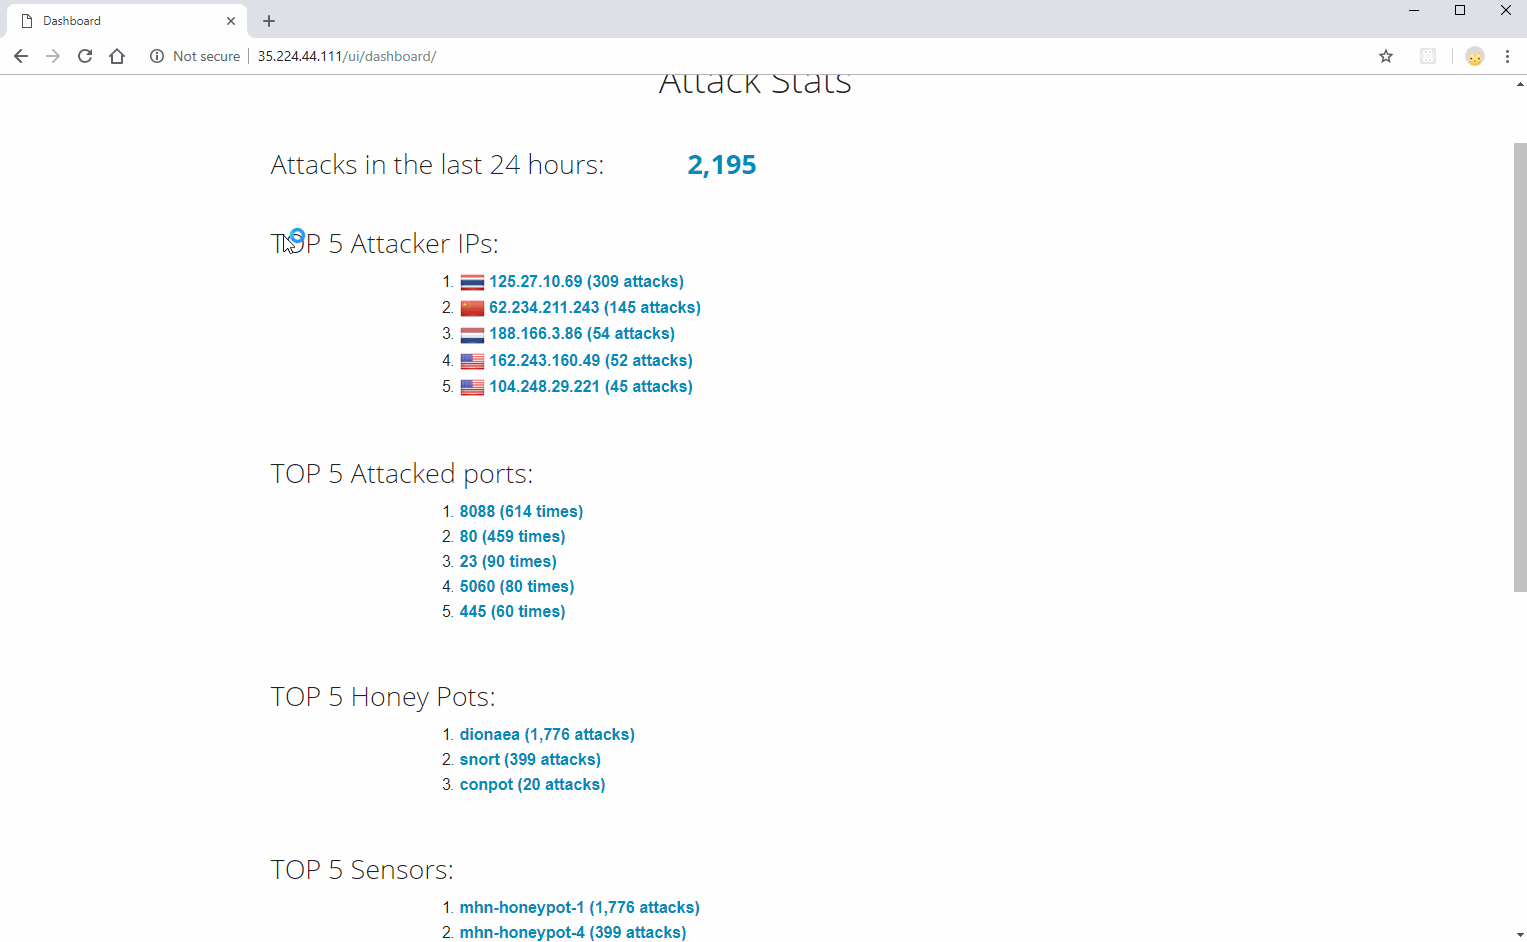 Dashboard
Not secure
35.224.44.111/ui/dashboard/
Attack Stats
Attacks in the last 24 hours: 2,195
TOP 5 Attacker IPs:
1. 125.27.10.69 (309 attacks)
2. 62.234.211.243 (145 attacks)
3. 188.166.3.86 (54 attacks)
4. 162.243.160.49 (52 attacks)
5. 104.248.29.221 (45 attacks)
TOP 5 Attacked ports:
1. 8088 (614 times)
2. 80 (459 times)
3. 23 (90 times)
4. 5060 (80 times)
5. 445 (60 times)
TOP 5 Honey Pots:
1. dionaea (1,776 attacks)
2. snort (399 attacks)
3. conpot (20 attacks)
TOP 5 Sensors:
1. mhn-honeypot-1 (1,776 attacks)
2. mhn-honeypot-4 (399 attacks)